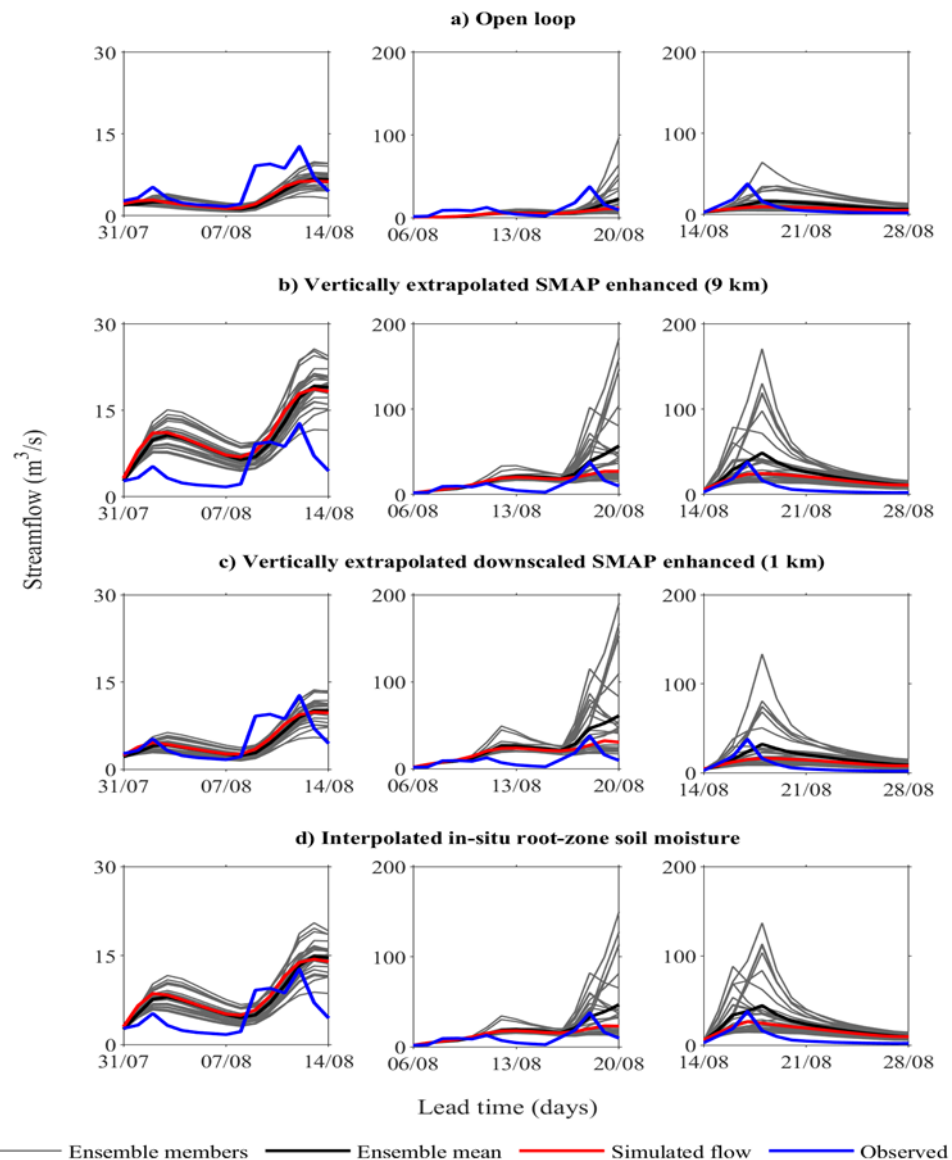 a) Open loop
30 200 200
15 100 100
0 0 0
31/07 07/08 14/08 06/08 13/08 20/08 14/08 21/08 28/08
b) Vertically extrapolated SMAP enhanced (9 km)
30 200 200
15 100 100
0 0 0
31/07 07/08 14/08 06/08 13/08 20/08 14/08 21/08 28/08
Streamflow (m³/s)
c) Vertically extrapolated downscaled SMAP enhanced (1 km)
30 200 200
15 100 100
0 0 0
31/07 07/08 14/08 06/08 13/08 20/08 14/08 21/08 28/08
d) Interpolated in-situ root-zone soil moisture
30 200 200
15 100 100
0 0 0
31/07 07/08 14/08 06/08 13/08 20/08 14/08 21/08 28/08
Lead time (days)
Ensemble members Ensemble mean Simulated flow Observed